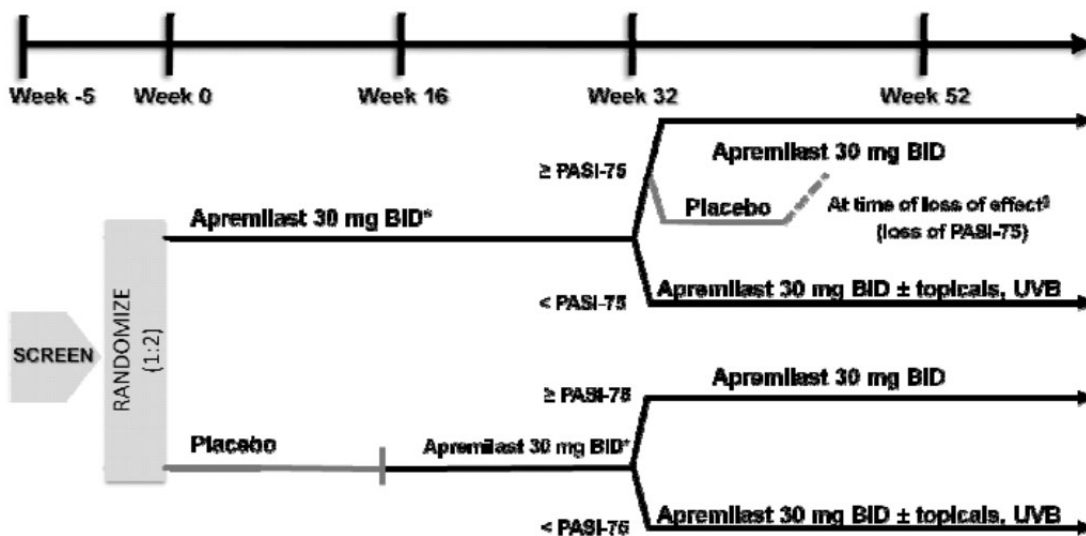 Week -5
Week 0
Week 16
Week 32
Week 52
≥ PASI-75
Apremilast 30 mg BID
Placebo
At time of loss of effect§
(loss of PASI-75)
Apremilast 30 mg BID*
< PASI-75
Apremilast 30 mg BID ± topicals, UVB
SCREEN
RANDOMIZE
(1:2)
≥ PASI-75
Apremilast 30 mg BID
Placebo
Apremilast 30 mg BID*
< PASI-75
Apremilast 30 mg BID ± topicals, UVB